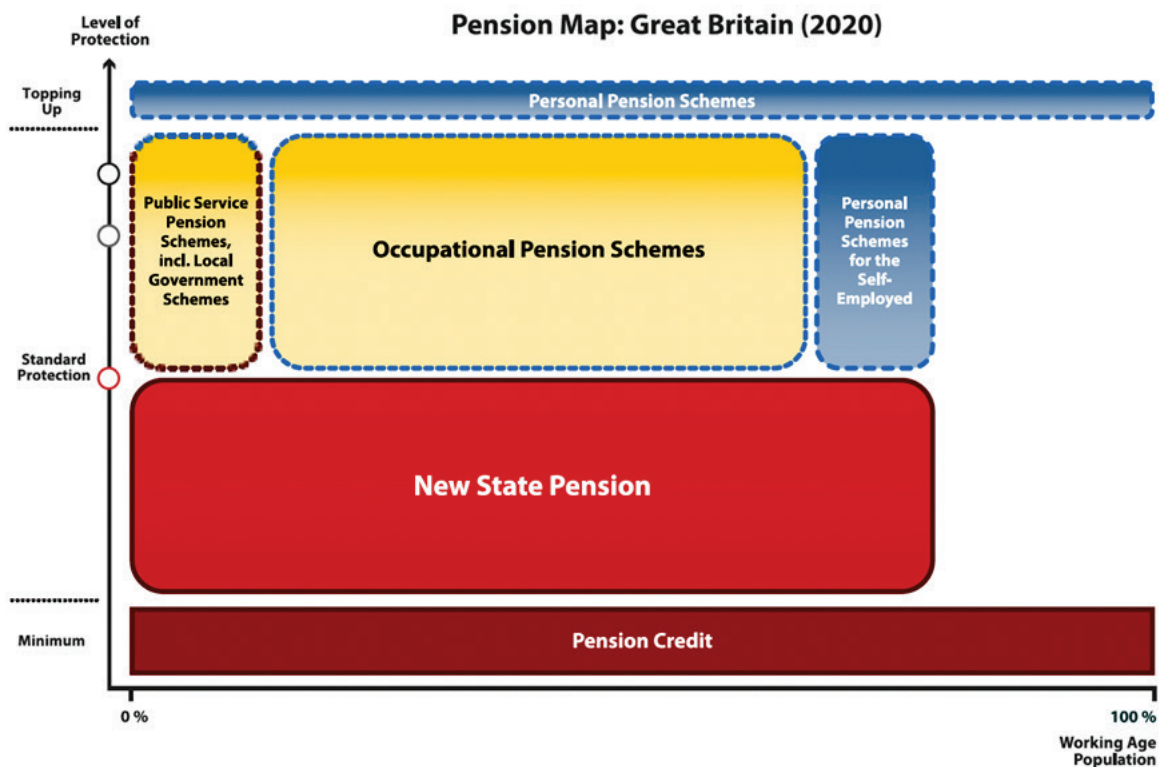 Pension Map: Great Britain (2020)
Level of
Protection
Topping
Up
Personal Pension Schemes
Public Service
Pension
Schemes,
incl. Local
Government
Schemes
Occupational Pension Schemes
Personal
Pension
Schemes
for the
Self-
Employed
Standard
Protection
New State Pension
Minimum
Pension Credit
0 %
100 %
Working Age
Population